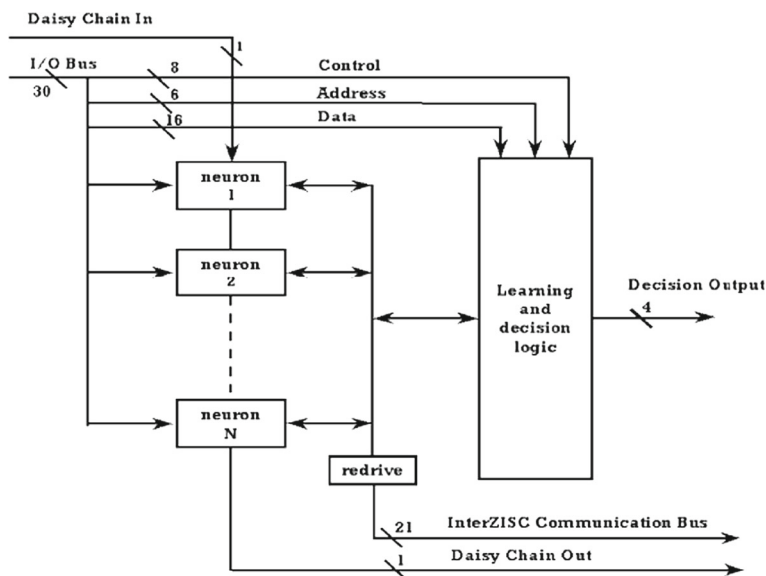 Daisy Chain In
1
I/O Bus
30
8
Control
6
Address
16
Data
neuron
1
neuron
2
Learning
and
decision
logic
Decision Output
4
neuron
N
redrive
21
InterZISC Communication Bus
1
Daisy Chain Out